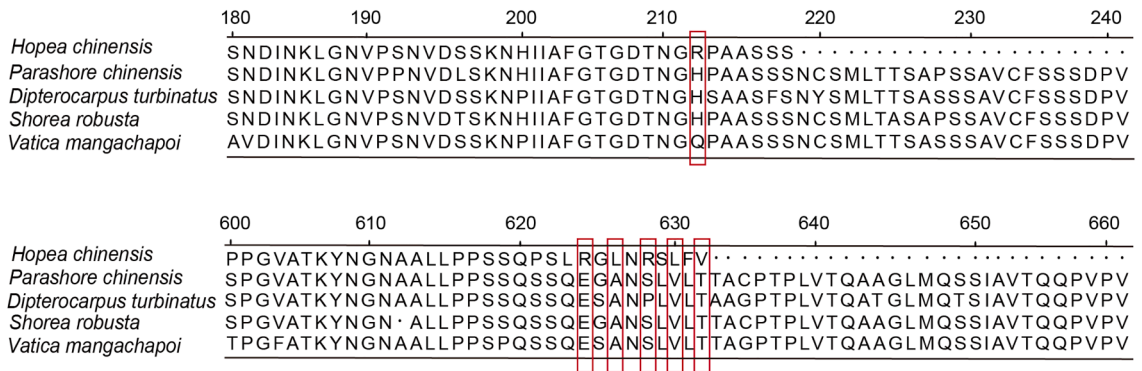 180 190 200 210 220 230 240
Hopea chinensis SNDINKLGNVPSNVDSSKNHIIAFGTGDTNGRPAASSS · · · · · · · · · · · · · · · · · · · · · ·
Parashore chinensis SNDINKLGNVPPNVDLSKNHIIAFGTGDTNGHPAASSSNCSMLTTSAPSSAVCFSSSDPV
Dipterocarpus turbinatus SNDINKLGNVPSNVDSSKNPIIAFGTGDTNGHSAASFSNYSMLTTSASSSAVCFSSSDPV
Shorea robusta SNDINKLGNVPSNVDTSKNPIIAFGTGDTNGHPAASSSNCSMLTASAPSSAVCFSSSDPV
Vatica mangachapoi AVDINKLGNVPSNVDSSKNPIIAFGTGDTNGQPAASSSNCSMLTTSAPSSAVCFSSSDPV
600 610 620 630 640 650 660
Hopea chinensis PPGVATKYNGNAALLPPSSQPSLRGLNRSLFV · · · · · · · · · · · · · · · · · · · · · · · · · · · ·
Parashore chinensis SPGVATKYNGNAALLPPSSQSSQEGANSLVLTTACPTPLVTQAAGLMQSSIAVTQQPVPV
Dipterocarpus turbinatus SPGVATKYNGNAALLPPSSQSSQESANPLVLTAAGPTPLVTQATGLMQTSIAVTQQPVPV
Shorea robusta SPGVATKYNGN·ALLPPSSQSSQEGANSLVLTTACPTPLVTQAAGLMQSSIAVTQQPVPV
Vatica mangachapoi TPGFATKYNGNAALLPPSPQSSQESANSLVLTTAGPTPLVTQAAGLMQSSIAVTQQPVPV